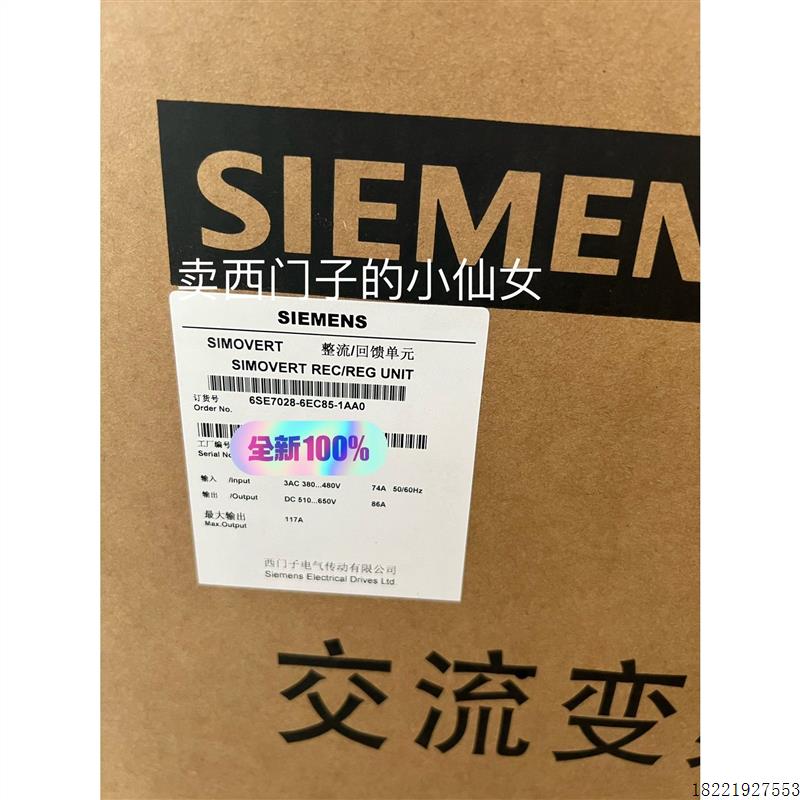 SIEMEN
卖西门子的小仙女
SIEMENS
SIMOVERT 整流/回馈单元
SIMOVERT REC/REG UNIT
订货号
Order No. 6SE7028-6EC85-1AA0
工厂编号
Serial No
全新100%
输入 /Input 3AC 380...480V 74A 50/60Hz
输出 /Output DC 510...650V 86A
最大输出 117A
Max.Output
西门子电气传动有限公司
Siemens Electrical Drives Ltd
交流变
18221927553